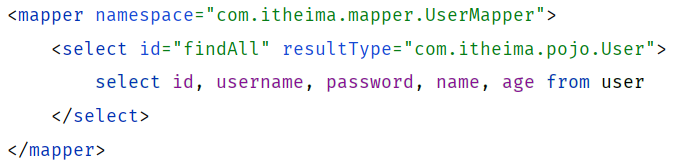 <mapper namespace="com.itheima.mapper.UserMapper">
    <select id="findAll" resultType="com.itheima.pojo.User">
        select id, username, password, name, age from user
    </select>
</mapper>